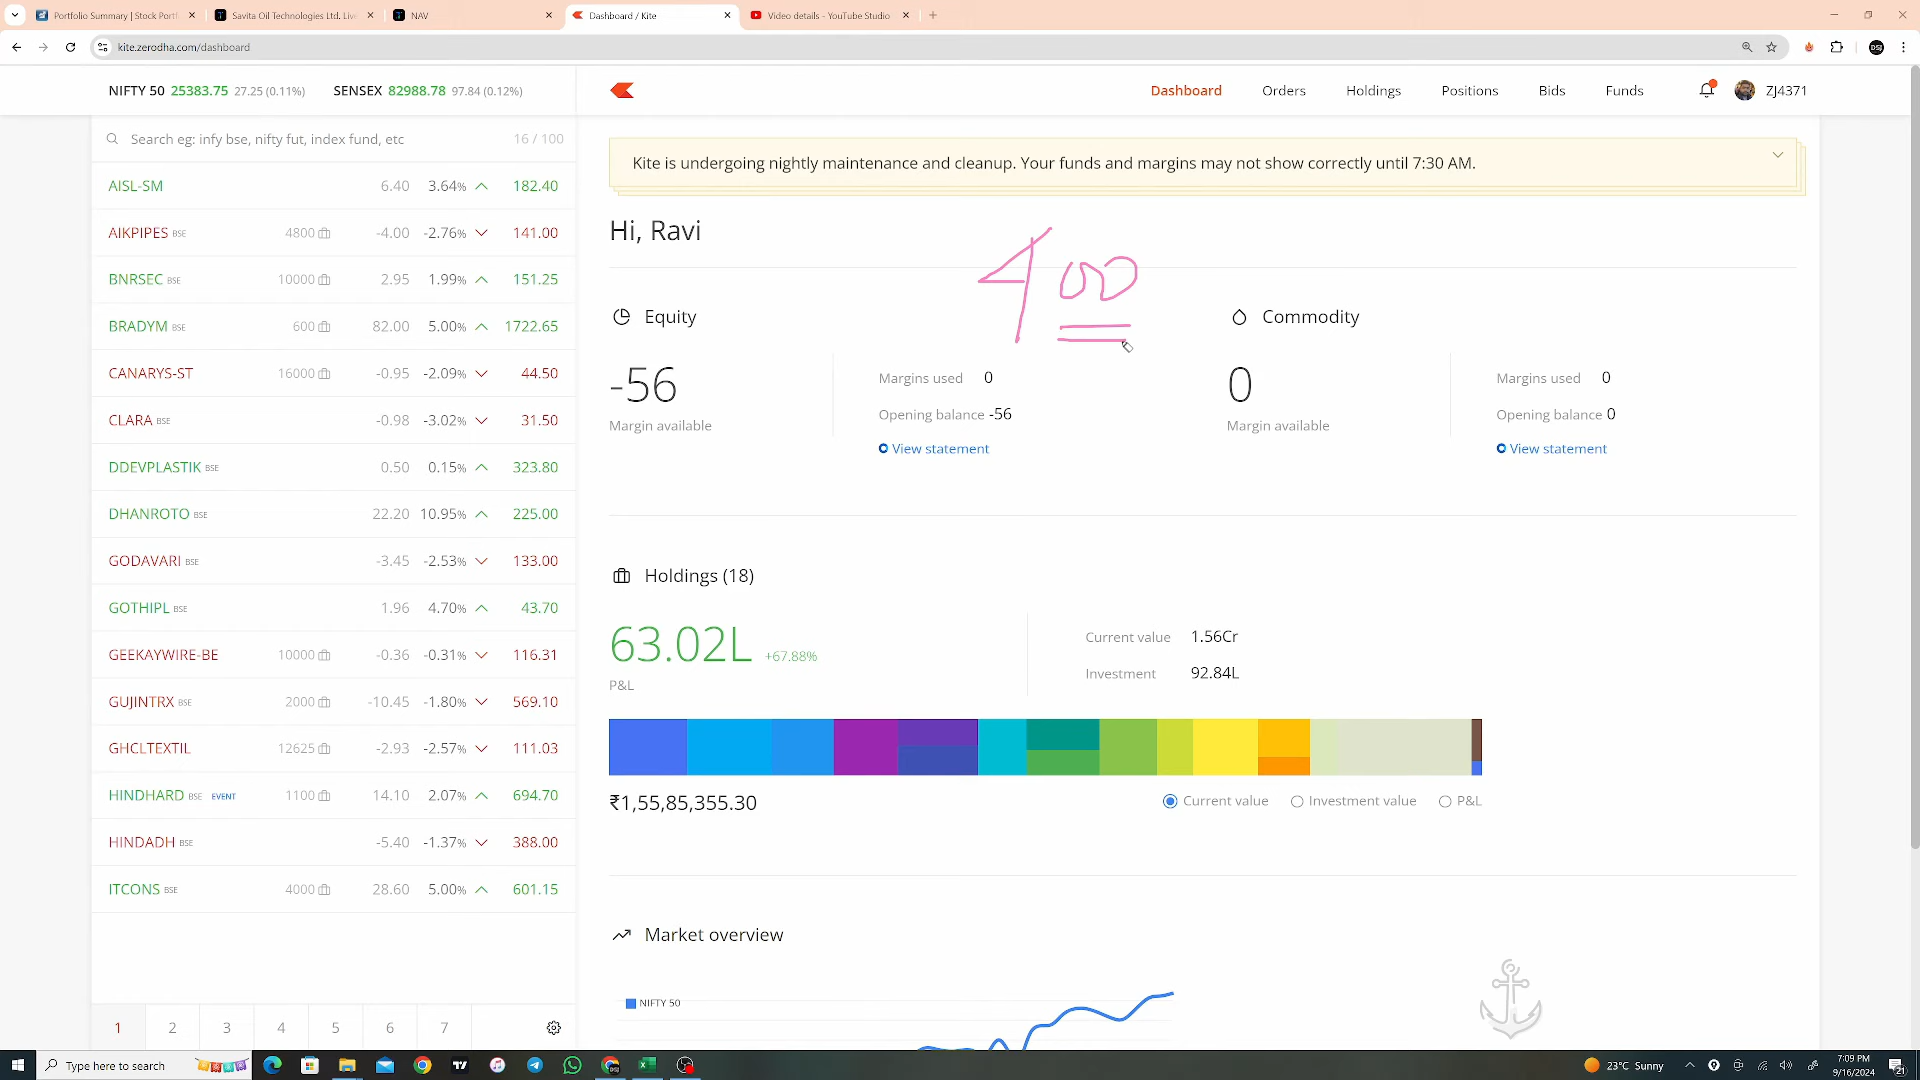 Portfolio Summary | Stock Portf
Savita Oil Technologies Ltd. Live
NAV
Dashboard / Kite
Video details - YouTube Studio
kite.zerodha.com/dashboard
NIFTY 50 25383.75 27.25 (0.11%) SENSEX 82988.78 97.84 (0.12%)
Dashboard Orders Holdings Positions Bids Funds ZJ4371
Search eg: infy bse, nifty fut, index fund, etc 16 / 100
AISL-SM 6.40 3.64% 182.40
AIKPIPES BSE 4800 -4.00 -2.76% 141.00
BNRSEC BSE 10000 2.95 1.99% 151.25
BRADYM BSE 600 82.00 5.00% 1722.65
CANARYS-ST 16000 -0.95 -2.09% 44.50
CLARA BSE -0.98 -3.02% 31.50
DDEVPLASTIK BSE 0.50 0.15% 323.80
DHANROTO BSE 22.20 10.95% 225.00
GODAVARI BSE -3.45 -2.53% 133.00
GOTHIPL BSE 1.96 4.70% 43.70
GEEKAYWIRE-BE 10000 -0.36 -0.31% 116.31
GUJINTRX BSE 2000 -10.45 -1.80% 569.10
GHCLTEXTIL 12625 -2.93 -2.57% 111.03
HINDHARD BSE EVENT 1100 14.10 2.07% 694.70
HINDADH BSE -5.40 -1.37% 388.00
ITCONS BSE 4000 28.60 5.00% 601.15
1 2 3 4 5 6 7
Kite is undergoing nightly maintenance and cleanup. Your funds and margins may not show correctly until 7:30 AM.
Hi, Ravi
400
Equity
-56
Margin available
Margins used 0
Opening balance -56
View statement
Commodity
0
Margin available
Margins used 0
Opening balance 0
View statement
Holdings (18)
63.02L +67.88%
P&L
Current value 1.56Cr
Investment 92.84L
₹1,55,85,355.30
Current value Investment value P&L
Market overview
NIFTY 50
Type here to search
23°C Sunny
7:09 PM
9/16/2024
21